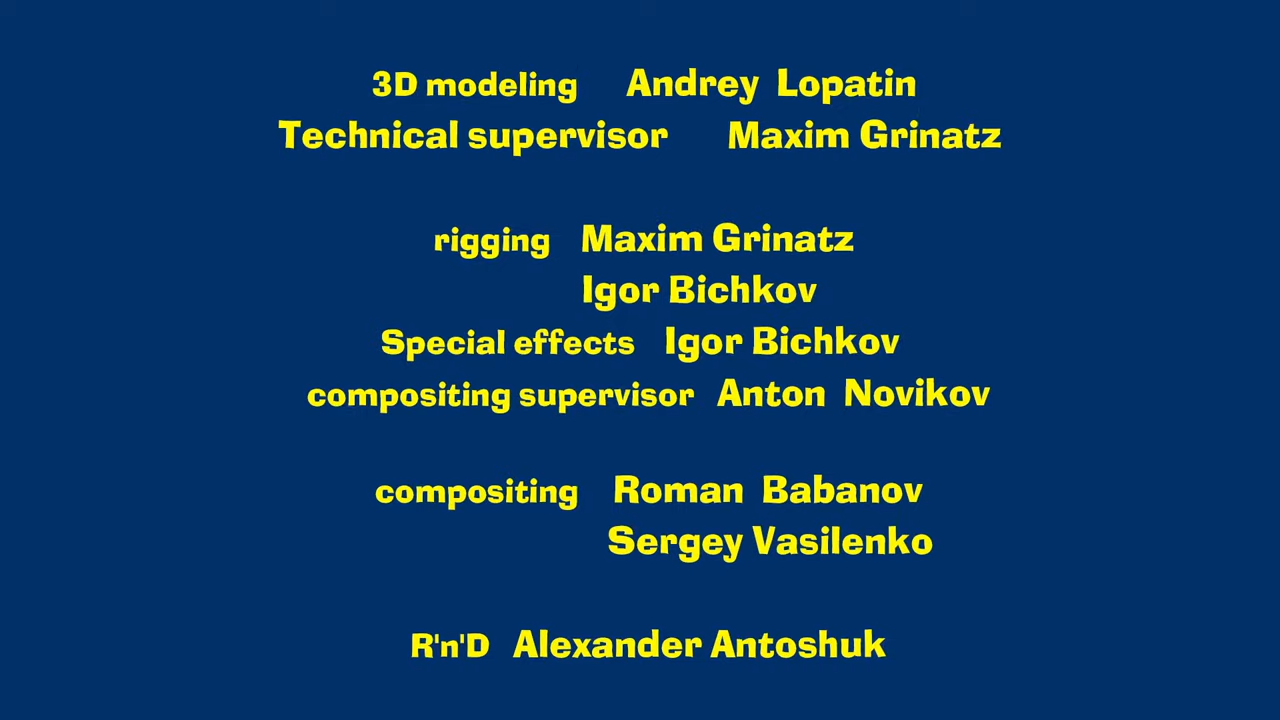 3D modeling Andrey Lopatin
Technical supervisor Maxim Grinatz
rigging Maxim Grinatz
Igor Bichkov
Special effects Igor Bichkov
compositing supervisor Anton Novikov
compositing Roman Babanov
Sergey Vasilenko
R'n'D Alexander Antoshuk